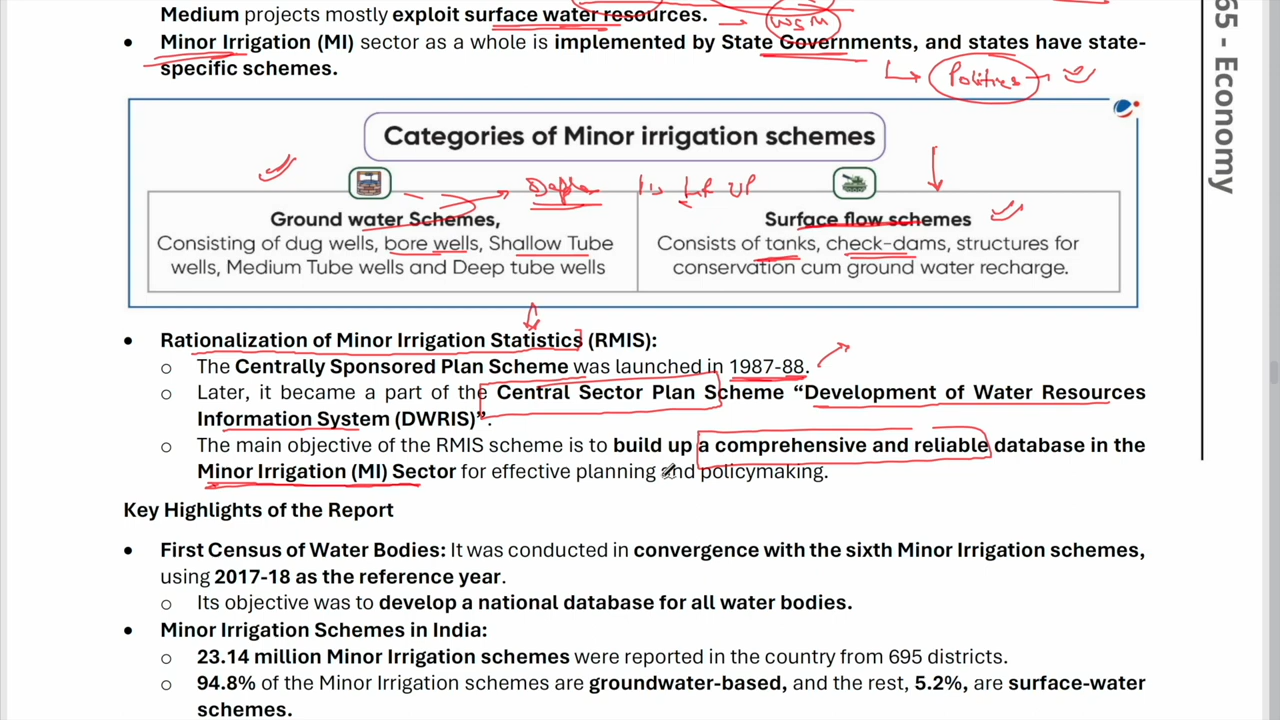 Medium projects mostly exploit surface water resources.
WSM
• Minor Irrigation (MI) sector as a whole is implemented by State Governments, and states have state-
specific schemes.
Politics
65 - Economy
Categories of Minor irrigation schemes
Ground water Schemes,
Consisting of dug wells, bore wells, Shallow Tube
wells, Medium Tube wells and Deep tube wells
Surface flow schemes
Consists of tanks, check-dams, structures for
conservation cum ground water recharge.
• Rationalization of Minor Irrigation Statistics (RMIS):
o The Centrally Sponsored Plan Scheme was launched in 1987-88.
o Later, it became a part of the Central Sector Plan Scheme “Development of Water Resources
Information System (DWRIS)”.
o The main objective of the RMIS scheme is to build up a comprehensive and reliable database in the
Minor Irrigation (MI) Sector for effective planning and policymaking.
Key Highlights of the Report
• First Census of Water Bodies: It was conducted in convergence with the sixth Minor Irrigation schemes,
using 2017-18 as the reference year.
o Its objective was to develop a national database for all water bodies.
• Minor Irrigation Schemes in India:
o 23.14 million Minor Irrigation schemes were reported in the country from 695 districts.
o 94.8% of the Minor Irrigation schemes are groundwater-based, and the rest, 5.2%, are surface-water
schemes.